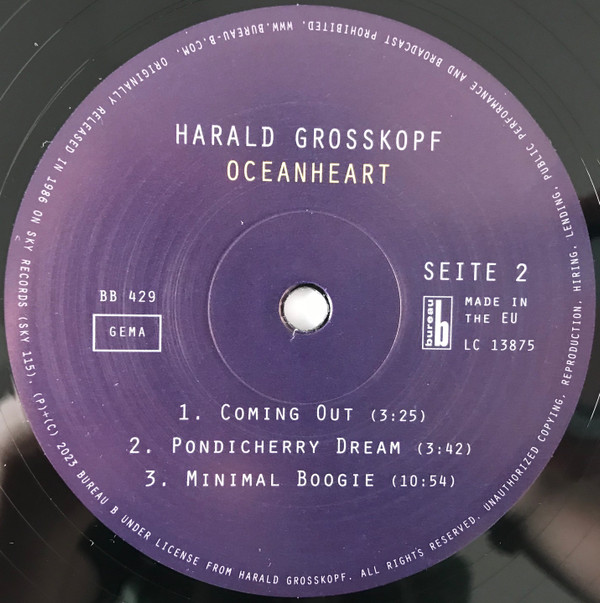 HARALD GROSSKOPF
OCEANHEART
SEITE 2
BB 429
GEMA
bureau b
MADE IN
THE EU
LC 13875
1. COMING OUT (3:25)
2. PONDICHERRY DREAM (3:42)
3. MINIMAL BOOGIE (10:54)
ORIGINALLY RELEASED IN 1986 ON SKY RECORDS (SKY 115). (P)+(C) 2023 BUREAU B UNDER LICENSE FROM HARALD GROSSKOPF. ALL RIGHTS RESERVED. UNAUTHORIZED COPYING, REPRODUCTION, HIRING, LENDING, PUBLIC PERFORMANCE AND BROADCAST PROHIBITED. WWW.BUREAU-B.COM.